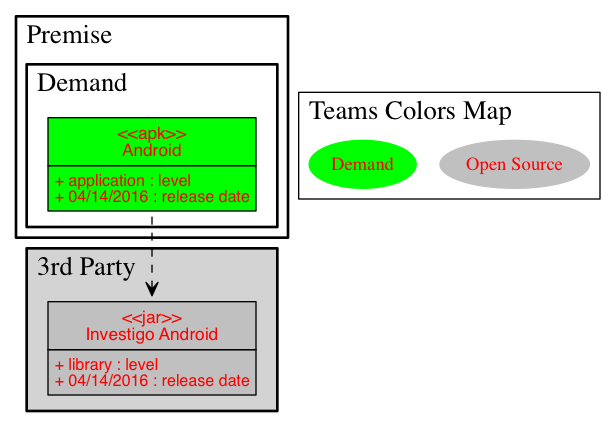 Premise
Demand
<<apk>>
Android
+ application : level
+ 04/14/2016 : release date
3rd Party
<<jar>>
Investigo Android
+ library : level
+ 04/14/2016 : release date
Teams Colors Map
Demand
Open Source